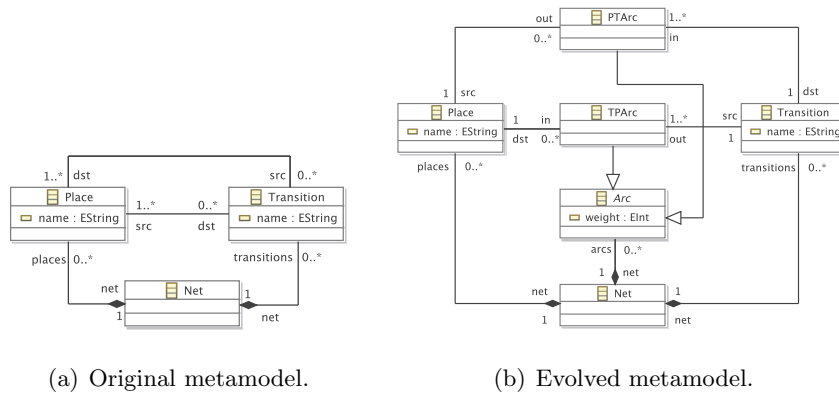 out
PTArc
1..*
0..*
in
1 src
1 dst
Place
name : EString
1 in
dst 0..*
TPArc
1..*
out
src
1
Transition
name : EString
places 0..*
transitions 0..*
1..* dst
src 0..*
Place
name : EString
1..*
src
0..*
dst
Transition
name : EString
Arc
weight : EInt
places 0..*
transitions 0..*
arcs 0..*
1 net
net
1
Net
1
net
net
1
Net
1
net
(a) Original metamodel.
(b) Evolved metamodel.